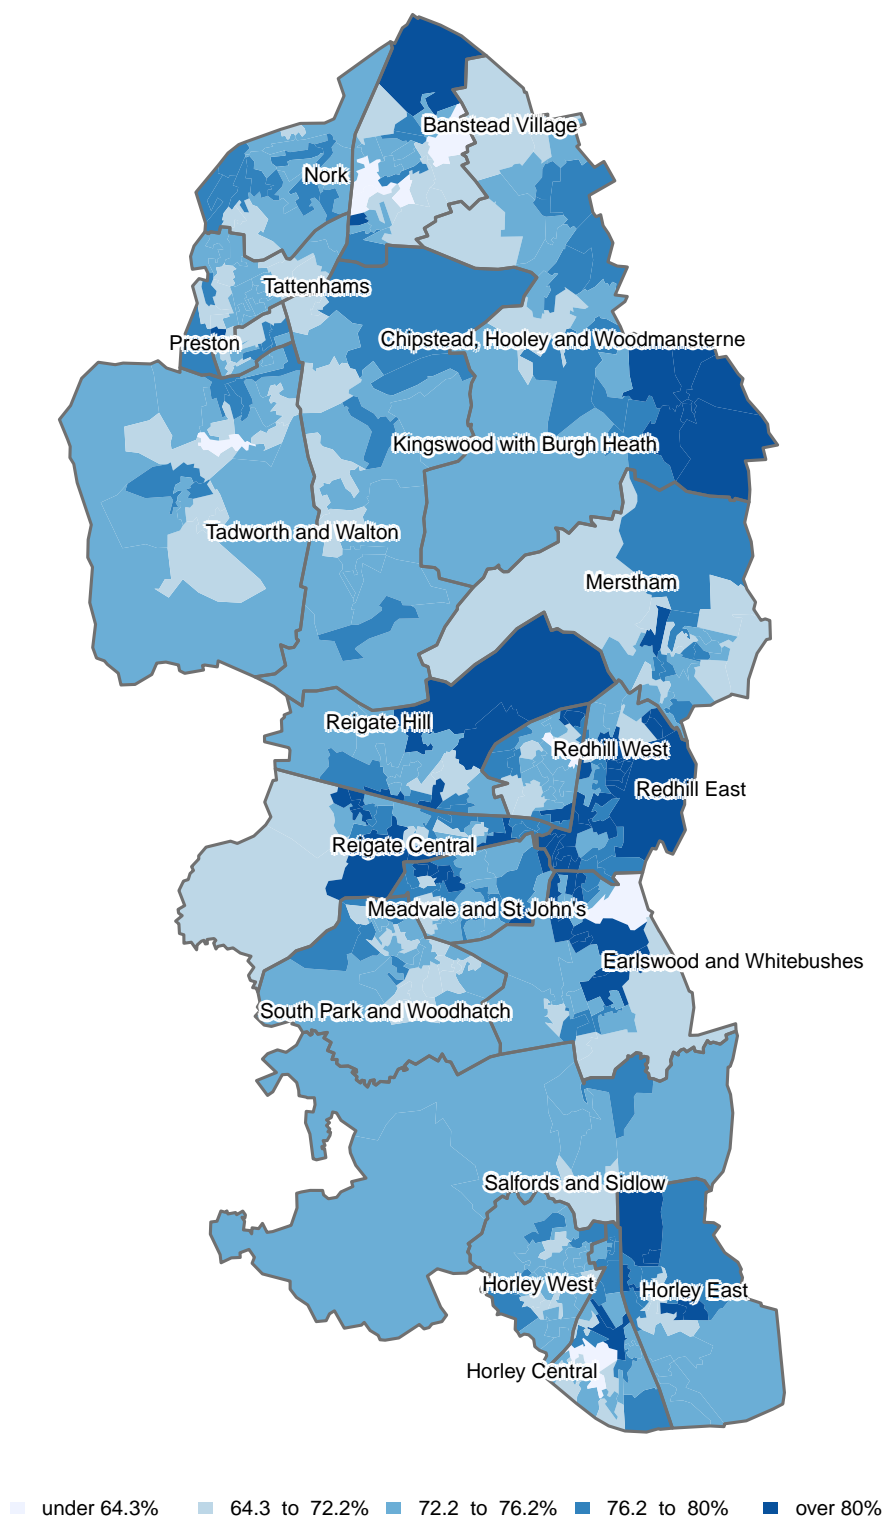 Banstead Village
Nork
Tattenhams
Preston
Chipstead, Hooley and Woodmansterne
Kingswood with Burgh Heath
Tadworth and Walton
Merstham
Reigate Hill
Redhill West
Redhill East
Reigate Central
Meadvale and St John's
Earlswood and Whitebushes
South Park and Woodhatch
Salfords and Sidlow
Horley West
Horley East
Horley Central
under 64.3% 64.3 to 72.2% 72.2 to 76.2% 76.2 to 80% over 80%